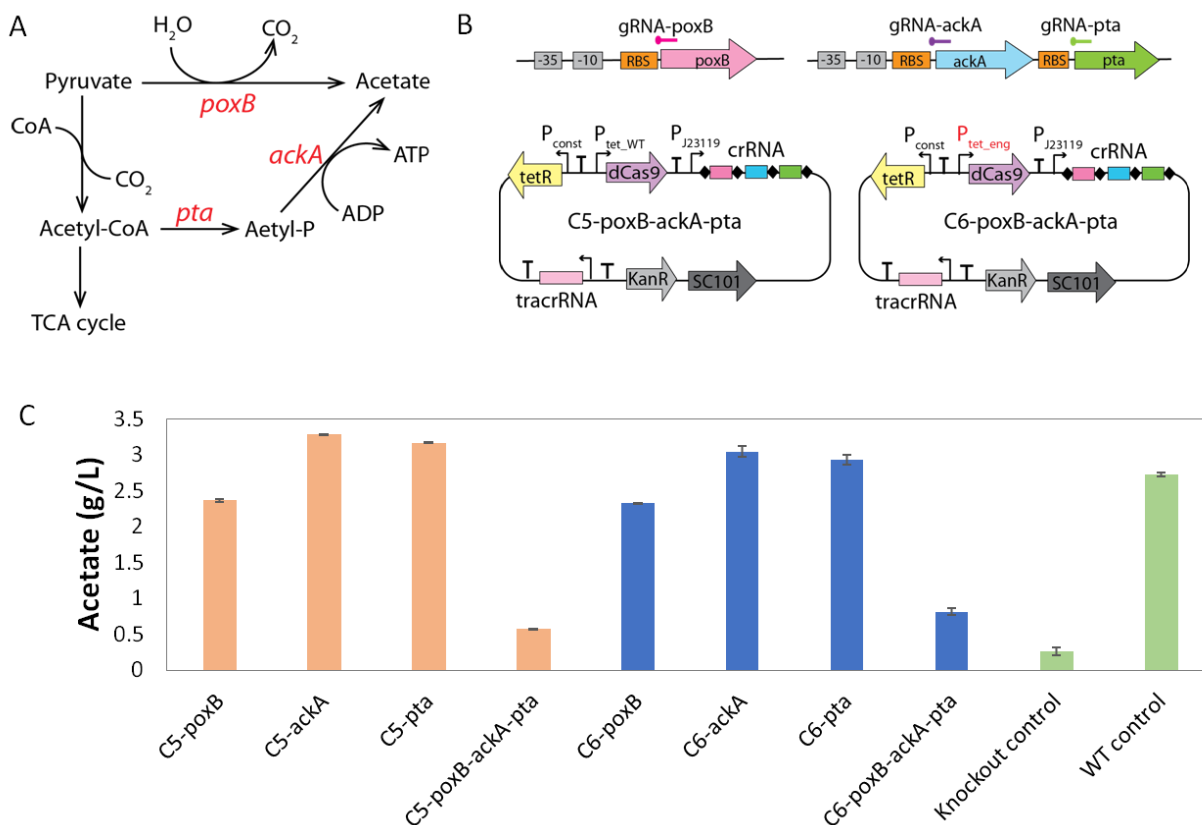 A
H2O
CO2
Pyruvate
Acetate
poxB
CoA
ackA
ATP
CO2
ADP
pta
Acetyl-CoA
Aetyl-P
TCA cycle
B
gRNA-poxB
gRNA-ackA
gRNA-pta
-35 -10 RBS poxB
-35 -10 RBS ackA RBS pta
Pconst Ptet_WT PJ23119 crRNA
tetR dCas9
C5-poxB-ackA-pta
tracrRNA KanR SC101
Pconst Ptet_eng PJ23119 crRNA
tetR dCas9
C6-poxB-ackA-pta
tracrRNA KanR SC101
C
Acetate (g/L)
3.5
3
2.5
2
1.5
1
0.5
0
C5-poxB
C5-ackA
C5-pta
C5-poxB-ackA-pta
C6-poxB
C6-ackA
C6-pta
C6-poxB-ackA-pta
Knockout control
WT control